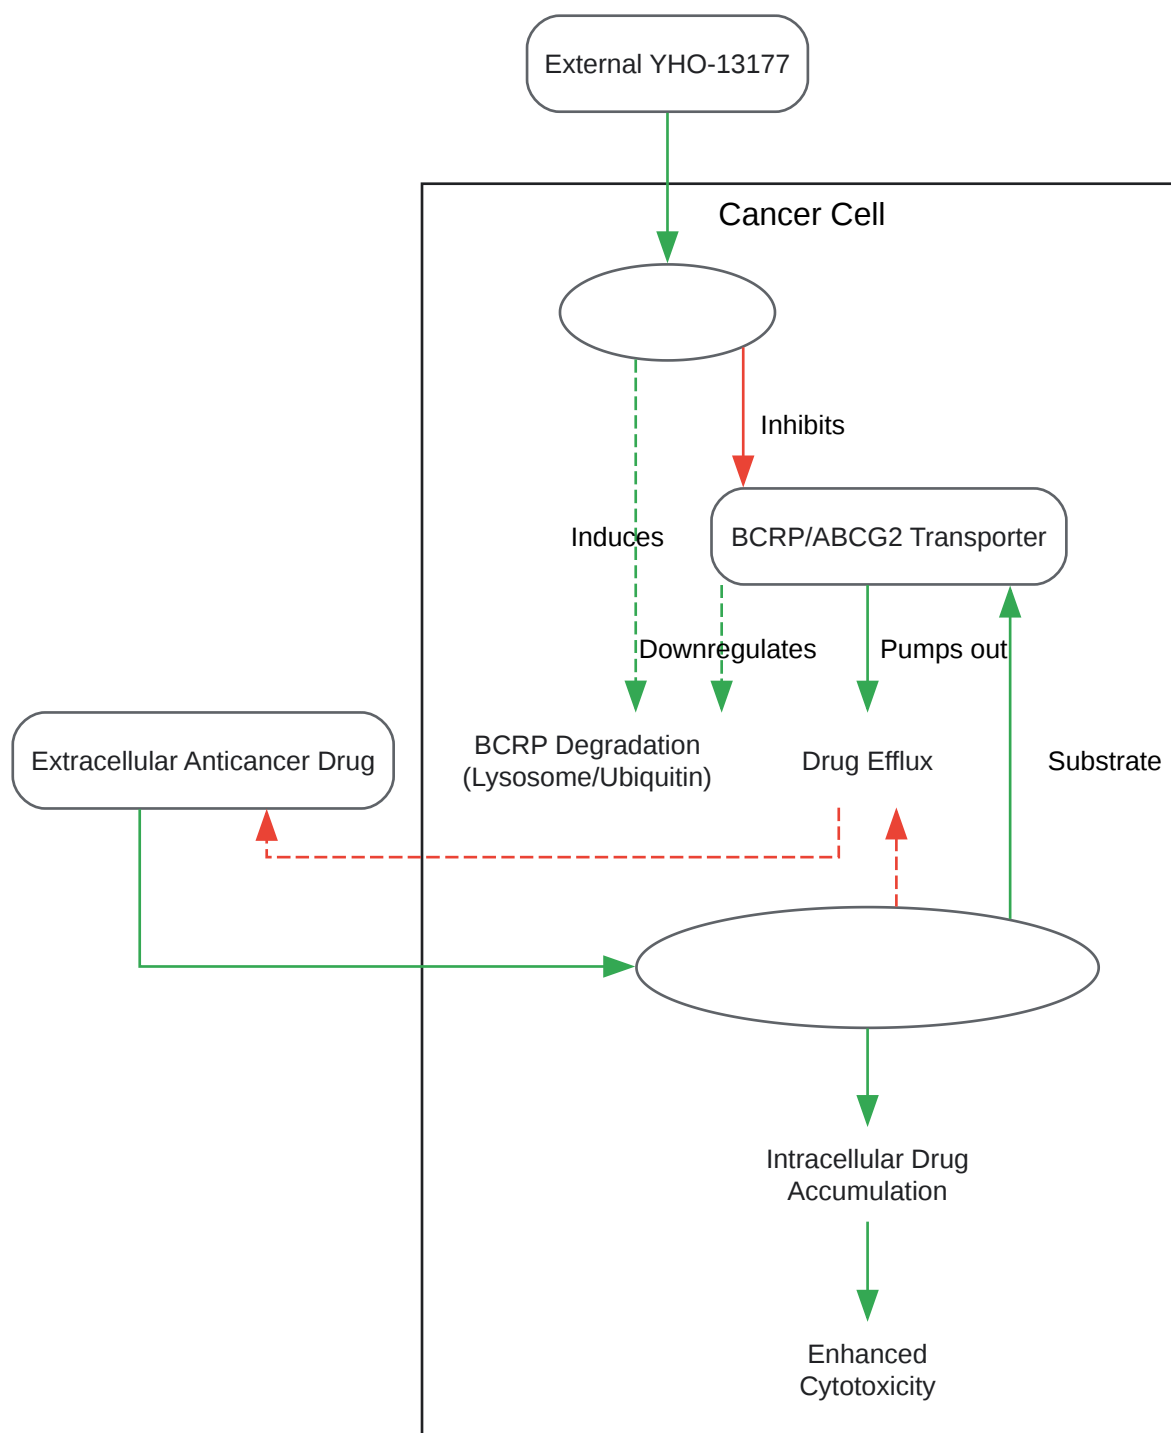 External YHO-13177
Cancer Cell
Inhibits
Induces
BCRP/ABCG2 Transporter
Downregulates
Pumps out
Extracellular Anticancer Drug
BCRP Degradation
(Lysosome/Ubiquitin)
Drug Efflux
Substrate
Intracellular Drug
Accumulation
Enhanced
Cytotoxicity